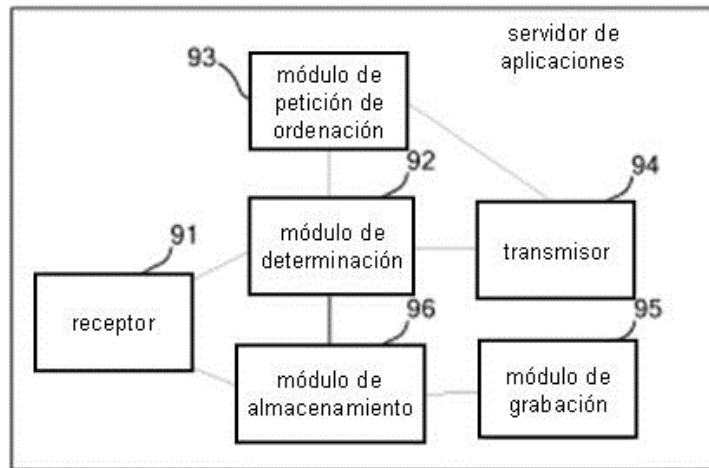 servidor de
aplicaciones
93
módulo de
petición de
ordenación
92
94
módulo de
determinación
transmisor
91
receptor
96
95
módulo de
almacenamiento
módulo de
grabación